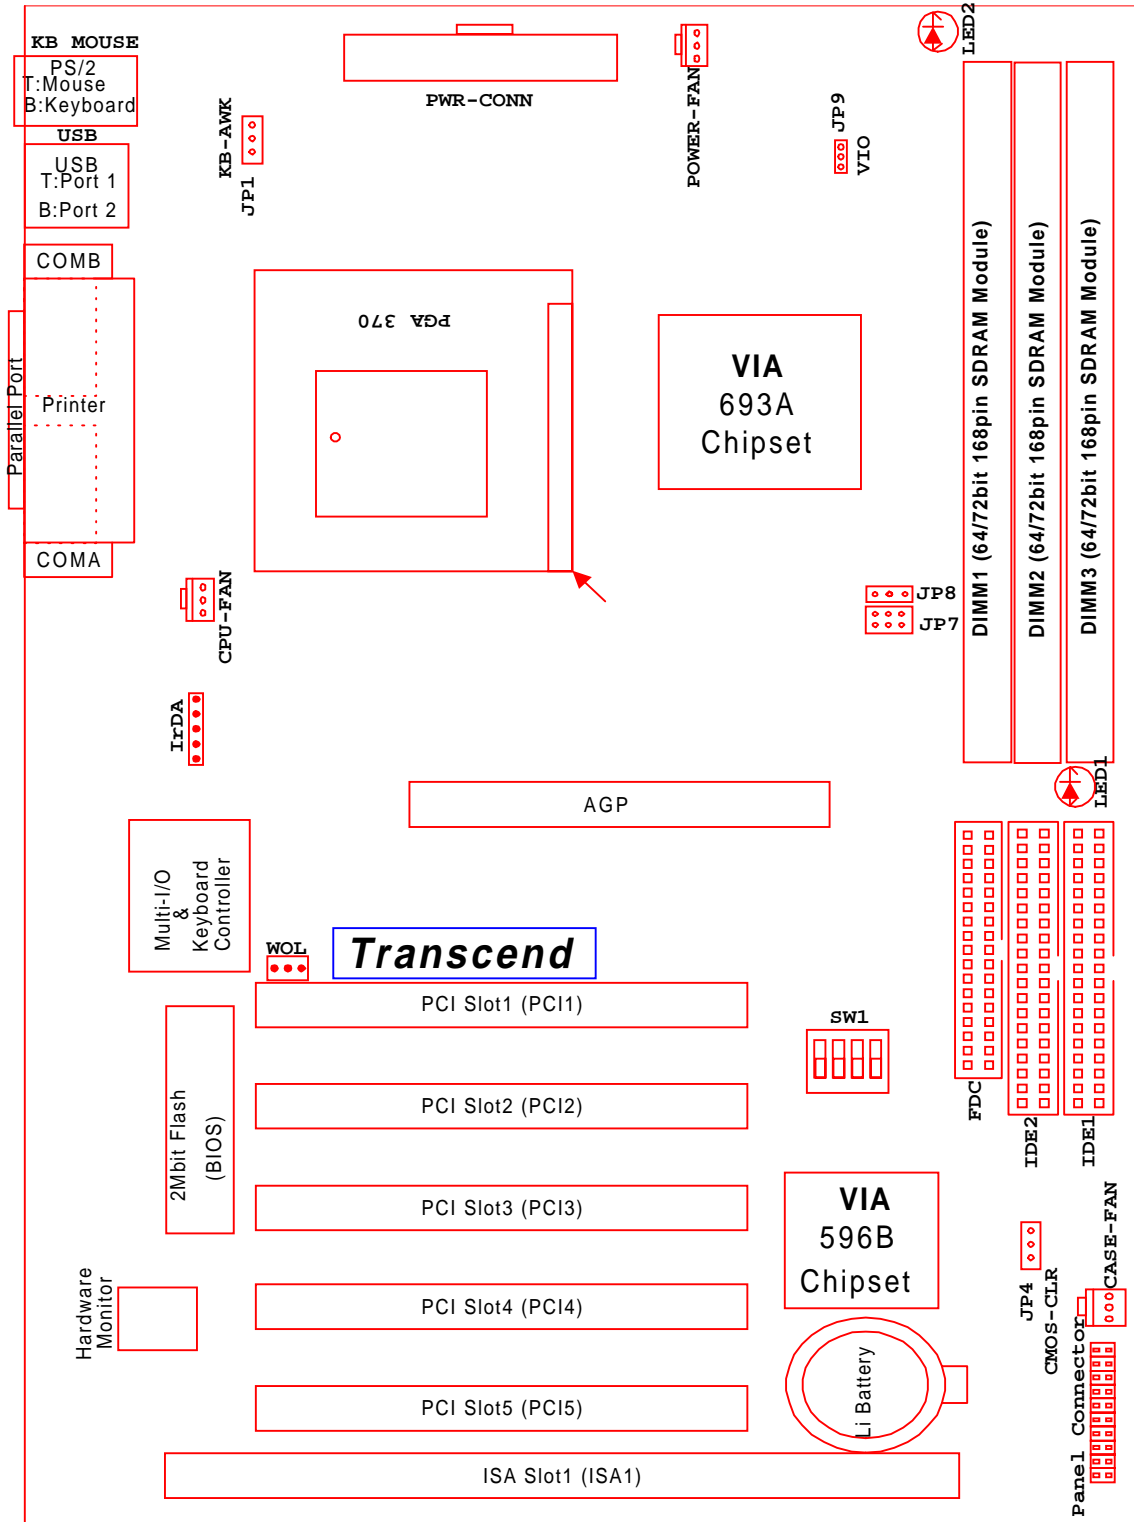 KB MOUSE
PS/2
T:Mouse
B:Keyboard
USB
USB
T:Port 1
B:Port 2
COMB
Parallel Port
Printer
COMA
KB-AWK
JP1
PWR-CONN
POWER-FAN
LED2
JP9
VIO
PGA 370
VIA
693A
Chipset
DIMM1 (64/72bit 168pin SDRAM Module)
DIMM2 (64/72bit 168pin SDRAM Module)
DIMM3 (64/72bit 168pin SDRAM Module)
CPU-FAN
JP8
JP7
IrDA
LED1
AGP
Multi-I/O
&
Keyboard
Controller
WOL
Transcend
PCI Slot1 (PCI1)
SW1
FDC
IDE2
IDE1
2Mbit Flash
(BIOS)
PCI Slot2 (PCI2)
PCI Slot3 (PCI3)
VIA
596B
Chipset
JP4
CMOS-CLR
CASE-FAN
Hardware
Monitor
PCI Slot4 (PCI4)
Li Battery
Panel Connector
PCI Slot5 (PCI5)
ISA Slot1 (ISA1)